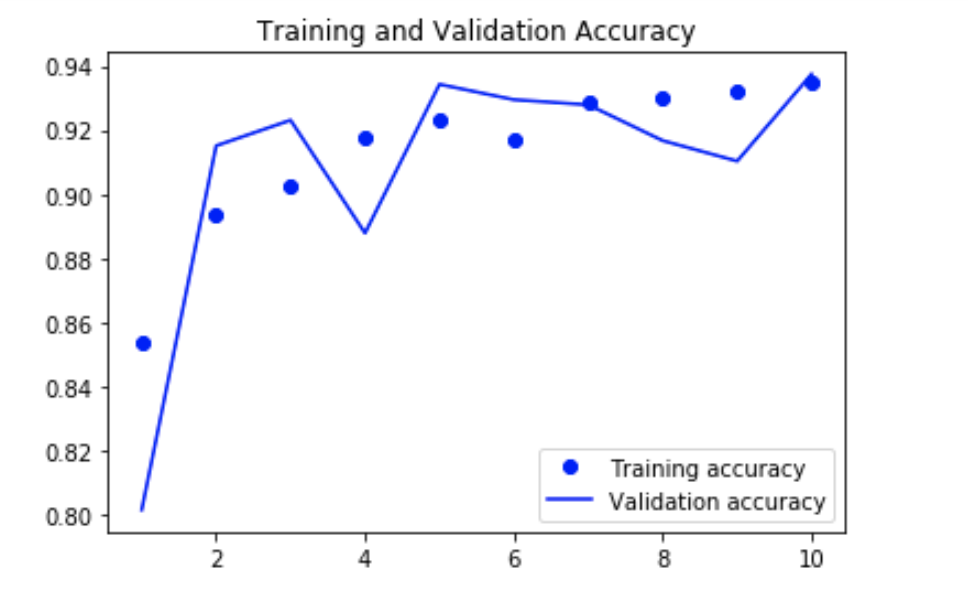 Training and Validation Accuracy
0.94
0.92
0.90
0.88
0.86
0.84
0.82
0.80
Training accuracy
Validation accuracy
2 4 6 8 10